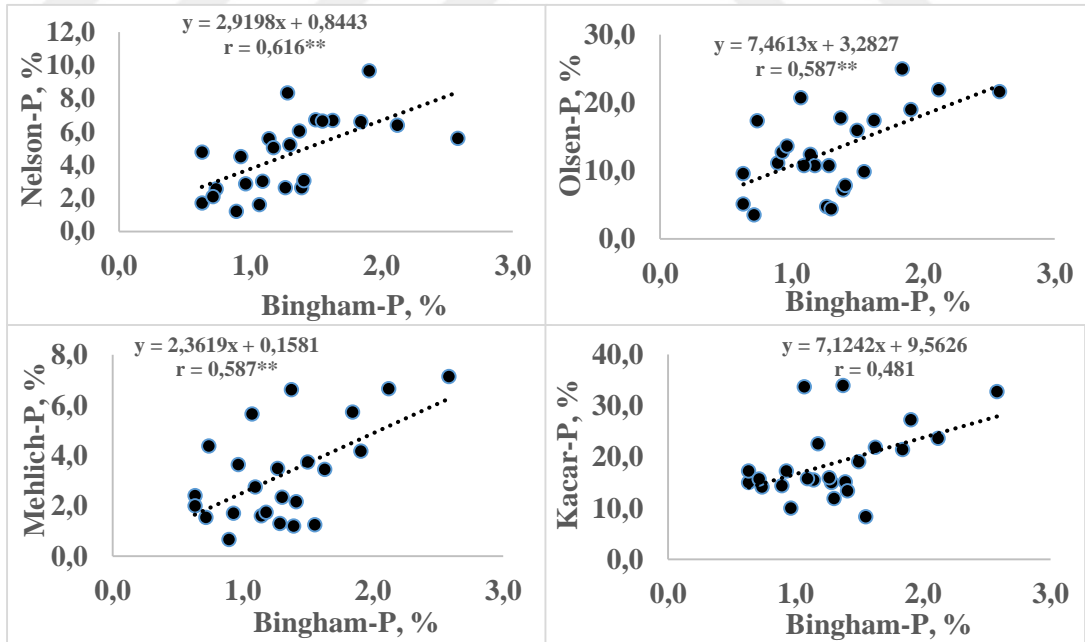 y = 2,9198x + 0,8443
r = 0,616**
12,0
10,0
8,0
6,0
4,0
2,0
0,0
Nelson-P, %
0,0 1,0 2,0 3,0
Bingham-P, %
y = 7,4613x + 3,2827
r = 0,587**
30,0
20,0
10,0
0,0
Olsen-P, %
0,0 1,0 2,0 3,0
Bingham-P, %
y = 2,3619x + 0,1581
r = 0,587**
8,0
6,0
4,0
2,0
0,0
Mehlich-P, %
0,0 1,0 2,0 3,0
Bingham-P, %
y = 7,1242x + 9,5626
r = 0,481
40,0
30,0
20,0
10,0
0,0
Kacar-P, %
0,0 1,0 2,0 3,0
Bingham-P, %